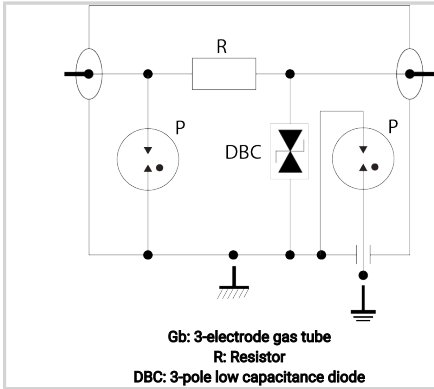 R
P
P
DBC
Gb: 3-electrode gas tube
R: Resistor
DBC: 3-pole low capacitance diode